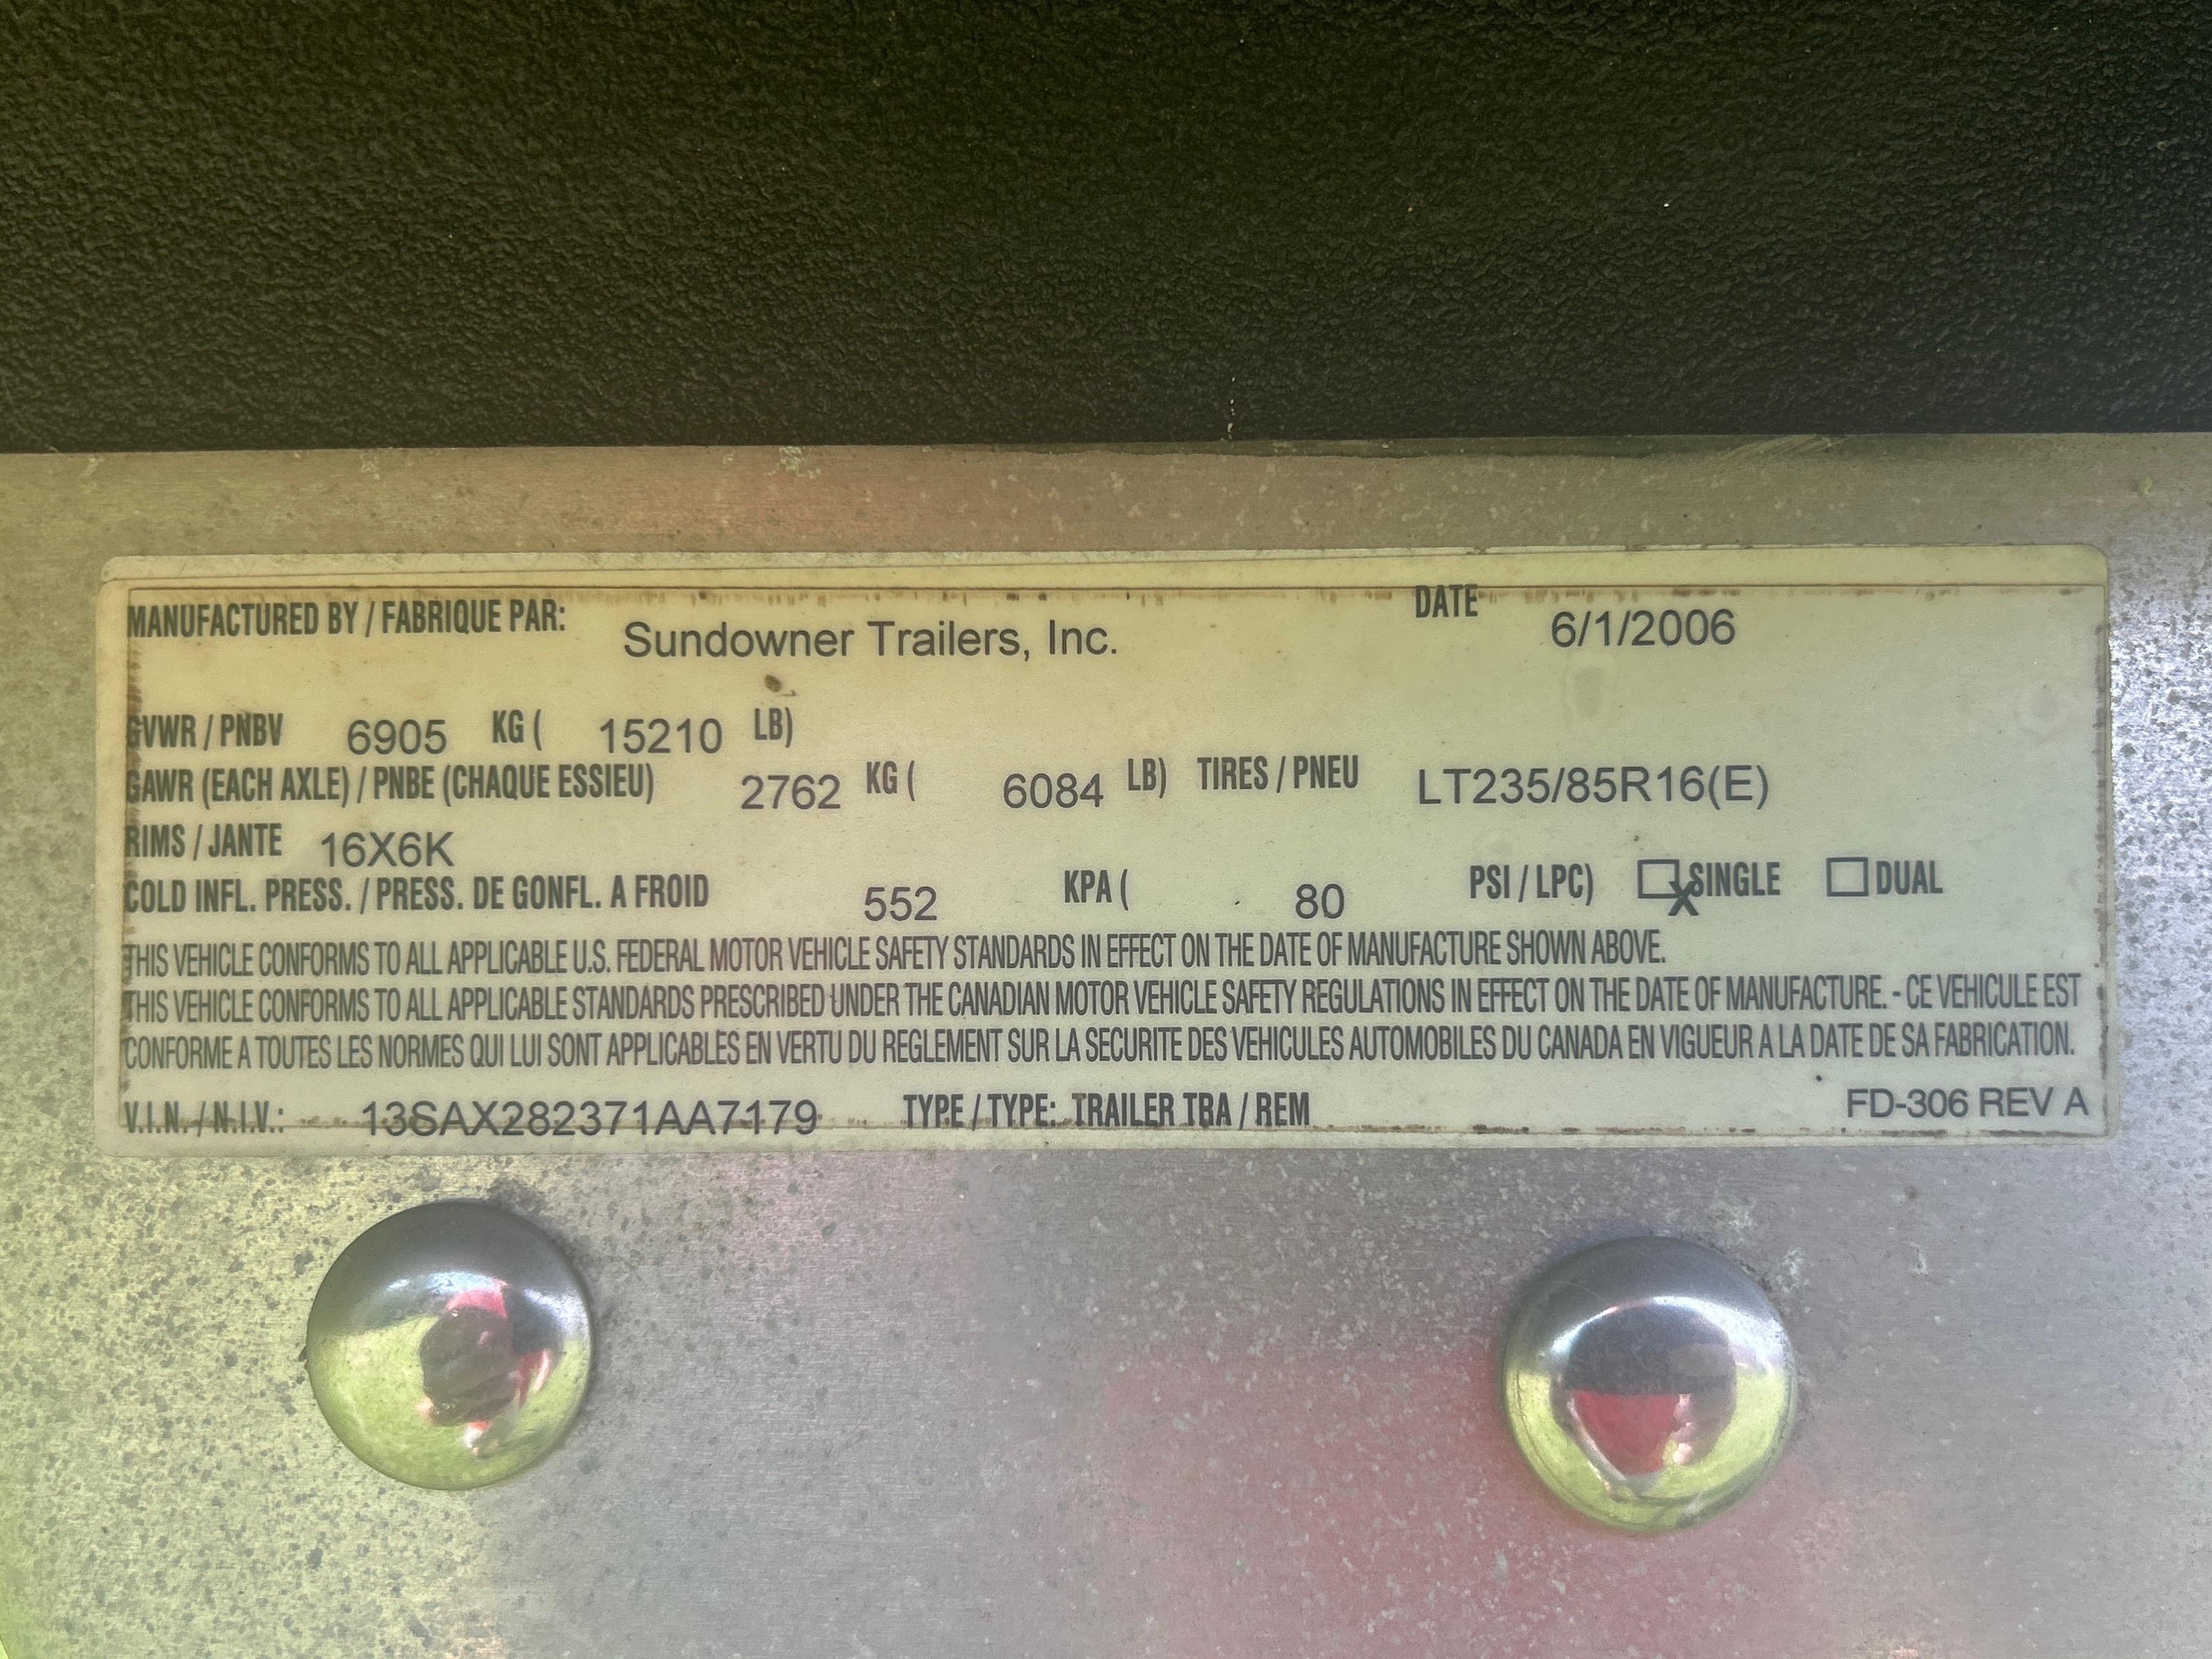 MANUFACTURED BY / FABRIQUE PAR: Sundowner Trailers, Inc. DATE 6/1/2006
GVWR / PNBV 6905 KG ( 15210 LB)
GAWR (EACH AXLE) / PNBE (CHAQUE ESSIEU) 2762 KG ( 6084 LB) TIRES / PNEU LT235/85R16(E)
RIMS / JANTE 16X6K
COLD INFL. PRESS. / PRESS. DE GONFL. A FROID 552 KPA ( 80 PSI / LPC) ☐ X SINGLE ☐ DUAL
THIS VEHICLE CONFORMS TO ALL APPLICABLE U.S. FEDERAL MOTOR VEHICLE SAFETY STANDARDS IN EFFECT ON THE DATE OF MANUFACTURE SHOWN ABOVE.
THIS VEHICLE CONFORMS TO ALL APPLICABLE STANDARDS PRESCRIBED UNDER THE CANADIAN MOTOR VEHICLE SAFETY REGULATIONS IN EFFECT ON THE DATE OF MANUFACTURE. - CE VEHICULE EST
CONFORME A TOUTES LES NORMES QUI LUI SONT APPLICABLES EN VERTU DU REGLEMENT SUR LA SECURITE DES VEHICULES AUTOMOBILES DU CANADA EN VIGUEUR A LA DATE DE SA FABRICATION.
V.I.N. / N.I.V.: 13SAX282371AA7179 TYPE / TYPE: TRAILER TRA / REM FD-306 REV A